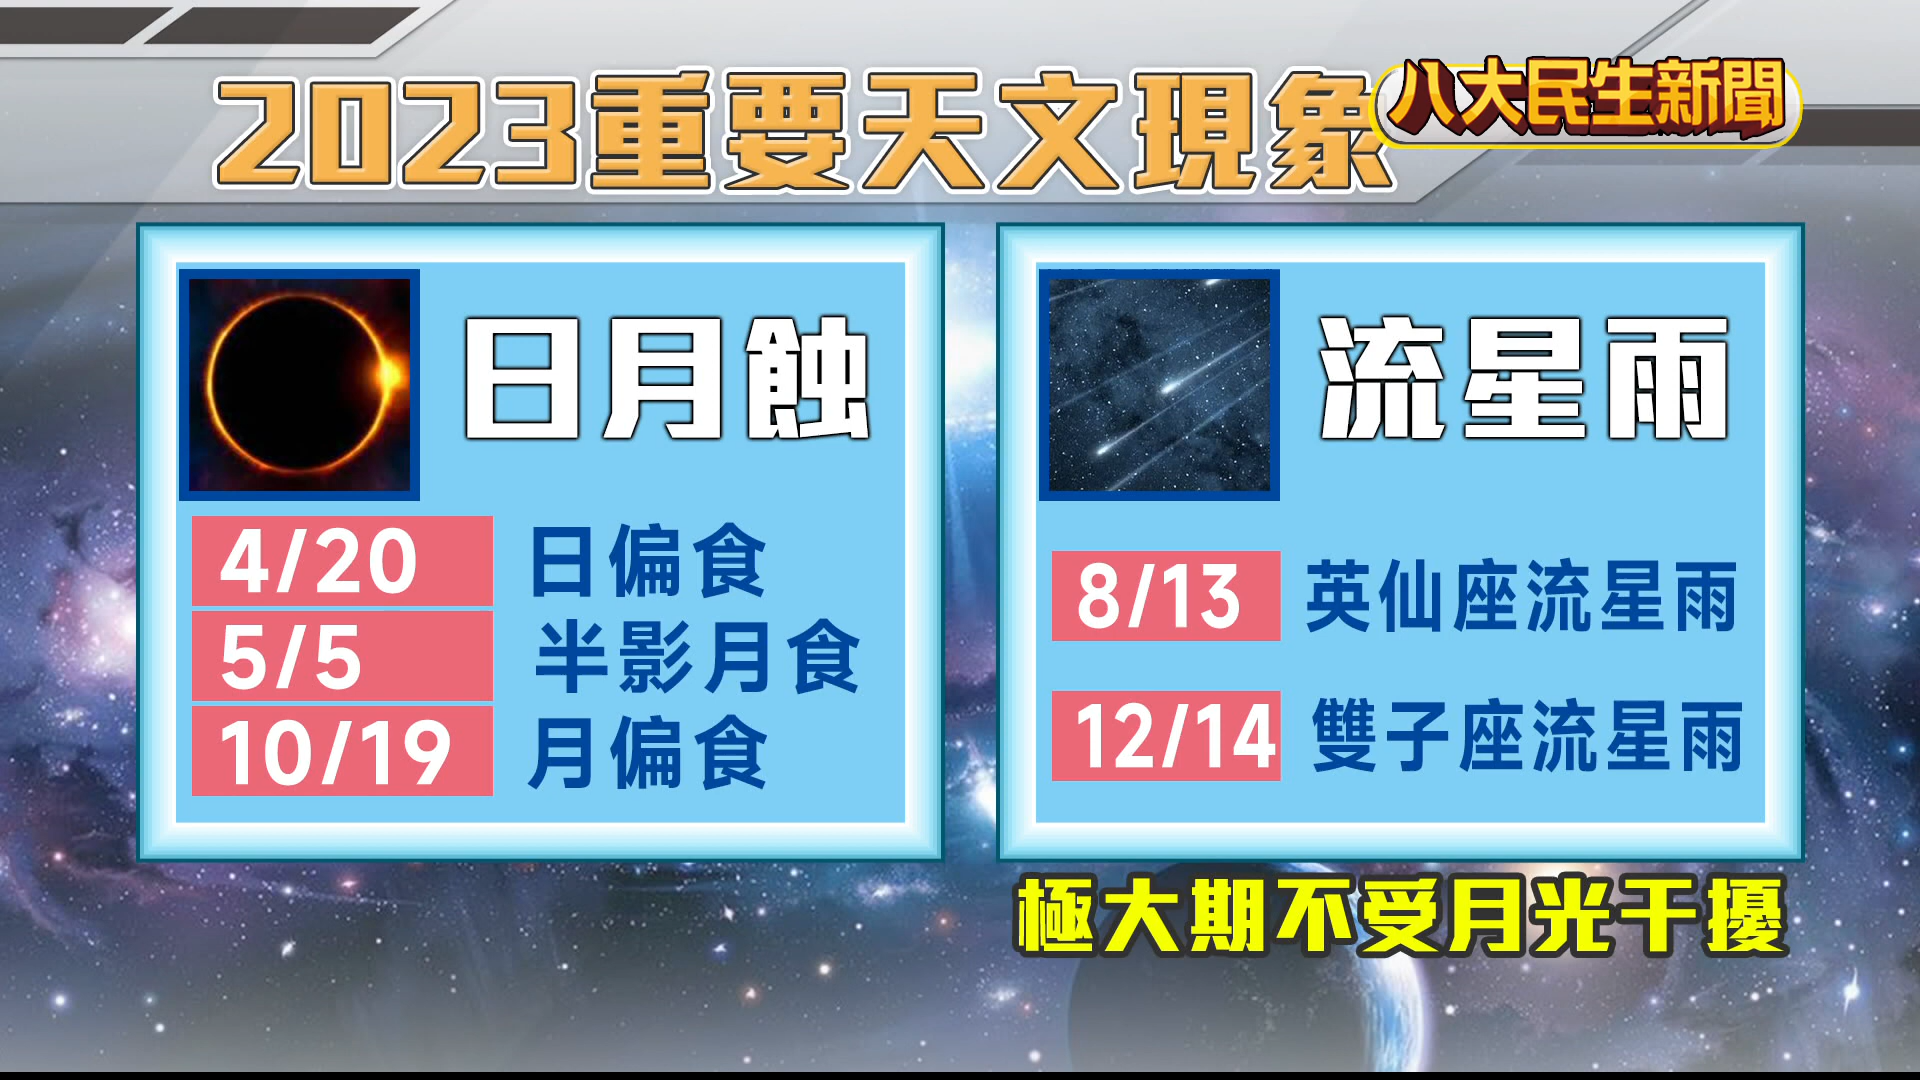 2023重要天文現象
八大民生新聞
日月蝕
4/20 日偏食
5/5 半影月食
10/19 月偏食
流星雨
8/13 英仙座流星雨
12/14 雙子座流星雨
極大期不受月光干擾